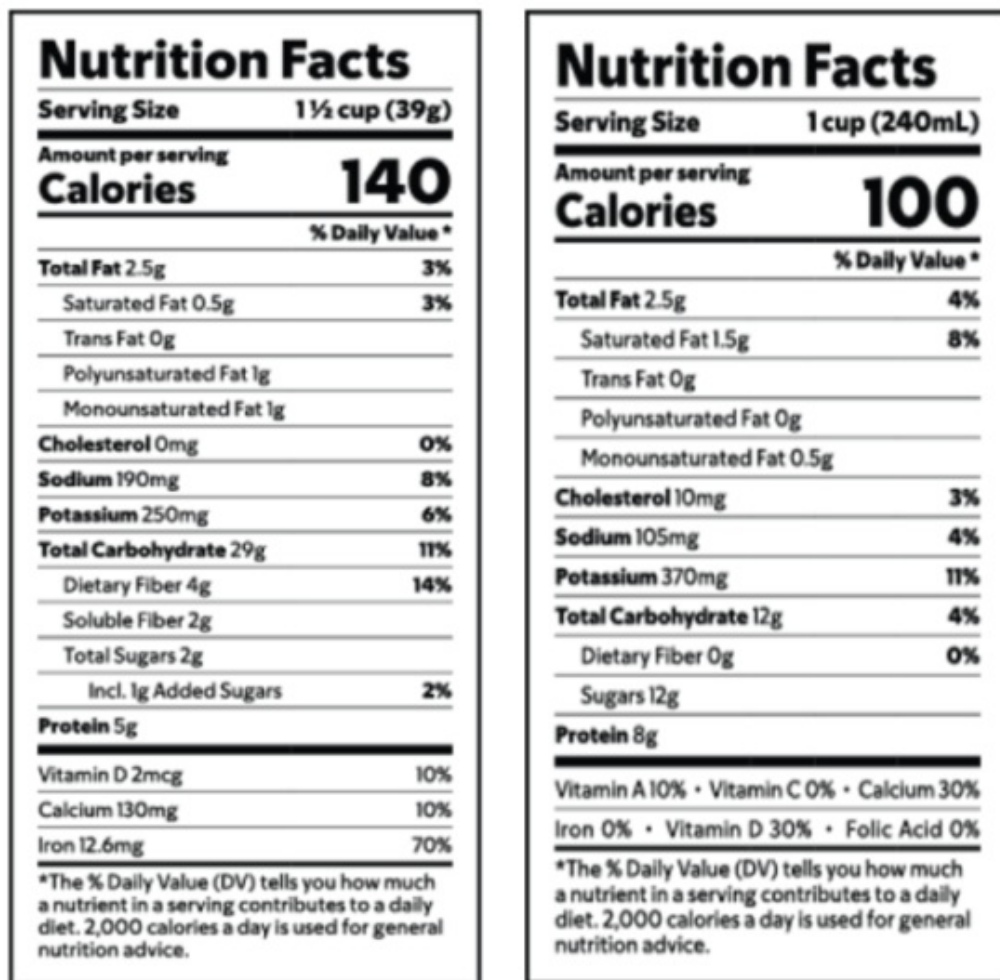 Nutrition Facts
Serving Size 1 ½ cup (39g)
Amount per serving
Calories 140
% Daily Value *
Total Fat 2.5g 3%
Saturated Fat 0.5g 3%
Trans Fat 0g
Polyunsaturated Fat 1g
Monounsaturated Fat 1g
Cholesterol 0mg 0%
Sodium 190mg 8%
Potassium 250mg 6%
Total Carbohydrate 29g 11%
Dietary Fiber 4g 14%
Soluble Fiber 2g
Total Sugars 2g
Incl. 1g Added Sugars 2%
Protein 5g
Vitamin D 2mcg 10%
Calcium 130mg 10%
Iron 12.6mg 70%
*The % Daily Value (DV) tells you how much
a nutrient in a serving contributes to a daily
diet. 2,000 calories a day is used for general
nutrition advice.
Nutrition Facts
Serving Size 1 cup (240mL)
Amount per serving
Calories 100
% Daily Value *
Total Fat 2.5g 4%
Saturated Fat 1.5g 8%
Trans Fat 0g
Polyunsaturated Fat 0g
Monounsaturated Fat 0.5g
Cholesterol 10mg 3%
Sodium 105mg 4%
Potassium 370mg 11%
Total Carbohydrate 12g 4%
Dietary Fiber 0g 0%
Sugars 12g
Protein 8g
Vitamin A 10% • Vitamin C 0% • Calcium 30%
Iron 0% • Vitamin D 30% • Folic Acid 0%
*The % Daily Value (DV) tells you how much
a nutrient in a serving contributes to a daily
diet. 2,000 calories a day is used for general
nutrition advice.